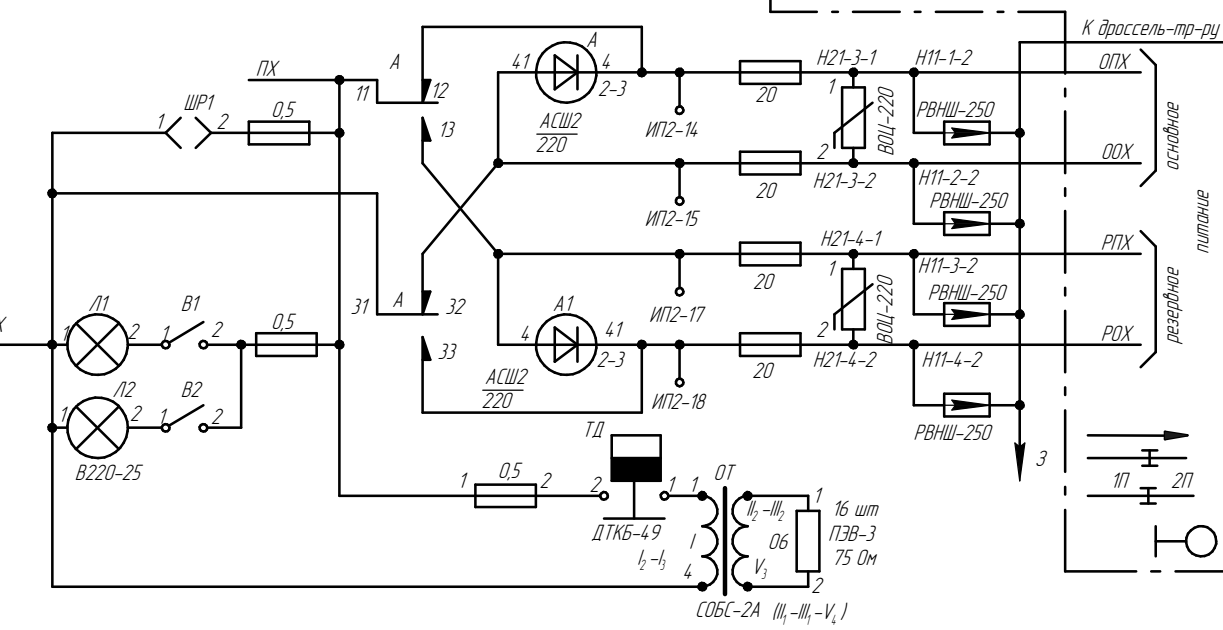 К дроссель-тр-ру
ПХ
А
11
12
13
41
А
4
2-3
АСШ2
220
ИП2-14
20
Н21-3-1
1
2
ВОЦ-220
Н11-1-2
РВНШ-250
ОПХ
ШР1
1
2
0,5
ИП2-15
20
Н21-3-2
Н11-2-2
РВНШ-250
ООХ
основное
питание
ИП2-17
20
Н21-4-1
1
2
ВОЦ-220
Н11-3-2
РВНШ-250
РПХ
31
А
32
33
А1
4
41
2-3
АСШ2
220
ИП2-18
20
Н21-4-2
Н11-4-2
РВНШ-250
РОХ
резервное
Х
Л1
1
2
В1
1
2
0,5
Л2
1
2
В2
1
2
В220-25
З
1П
2П
1
0,5
2
ТД
2
1
ДТКБ-49
ОТ
1
I
I₂-I₃
4
II₂-III₂
V₃
Об
1
2
16 шт
ПЭВ-3
75 Ом
СОБС-2А (II₁-III₁-V₄)